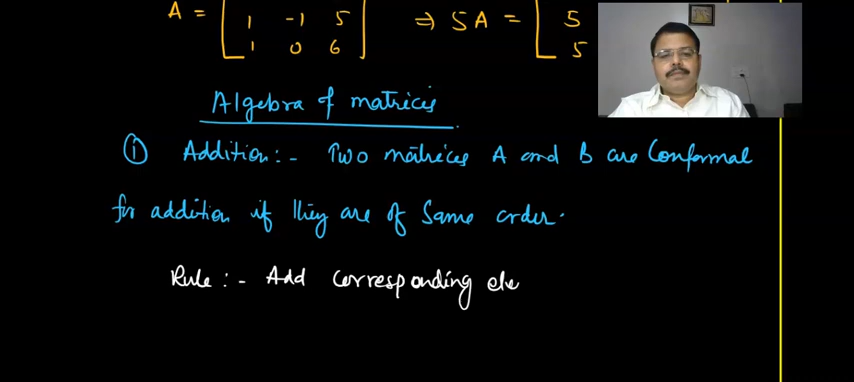 A = [ 1 -1 5 ⇒ 5A = [ 5
1 0 6 ] 5
Algebra of matrices
① Addition:- Two matrices A and B are Conformal
for addition if they are of Same order.
Rule:- Add corresponding ele